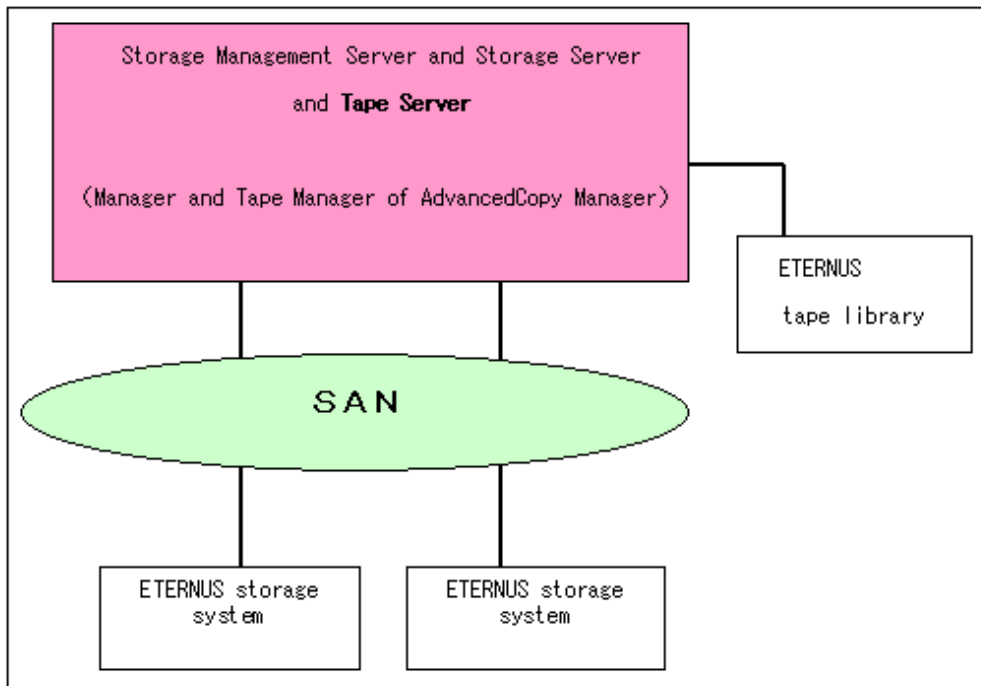 Storage Management Server and Storage Server
and Tape Server
(Manager and Tape Manager of AdvancedCopy Manager)
ETERNUS
tape library
SAN
ETERNUS storage
system
ETERNUS storage
system